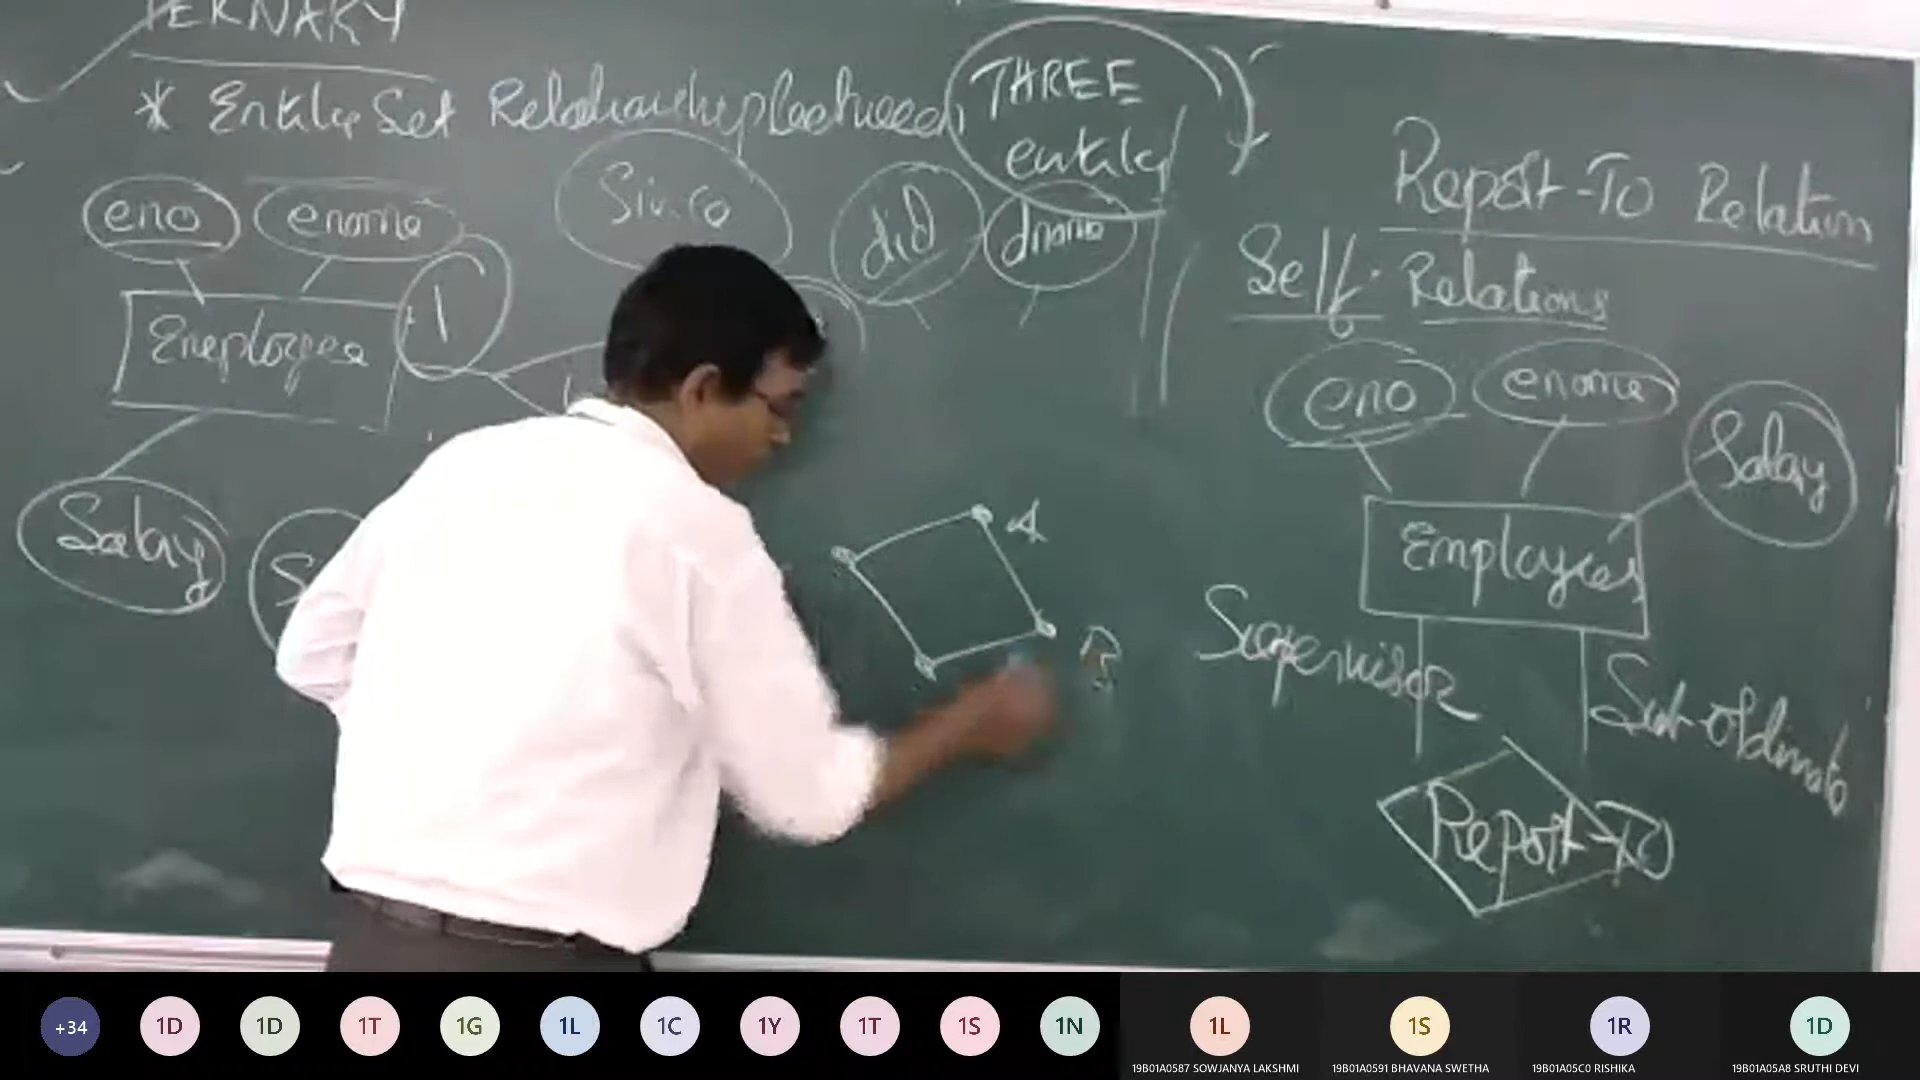 TERNARY
* Entity Set Relationship between THREE
entity
Since
eno ename did dname
Employee 1
Salary
Report-To Relation
Self Relations
eno ename Salary
Employees
Supervisor Sub-ordinate
Report-To
A
B
+34 1D 1D 1T 1G 1L 1C 1Y 1T 1S 1N 1L 1S 1R 1D
19B01A0587 SOWJANYA LAKSHMI 19B01A0591 BHAVANA SWETHA 19B01A05C0 RISHIKA 19B01A05A8 SRUTHI DEVI